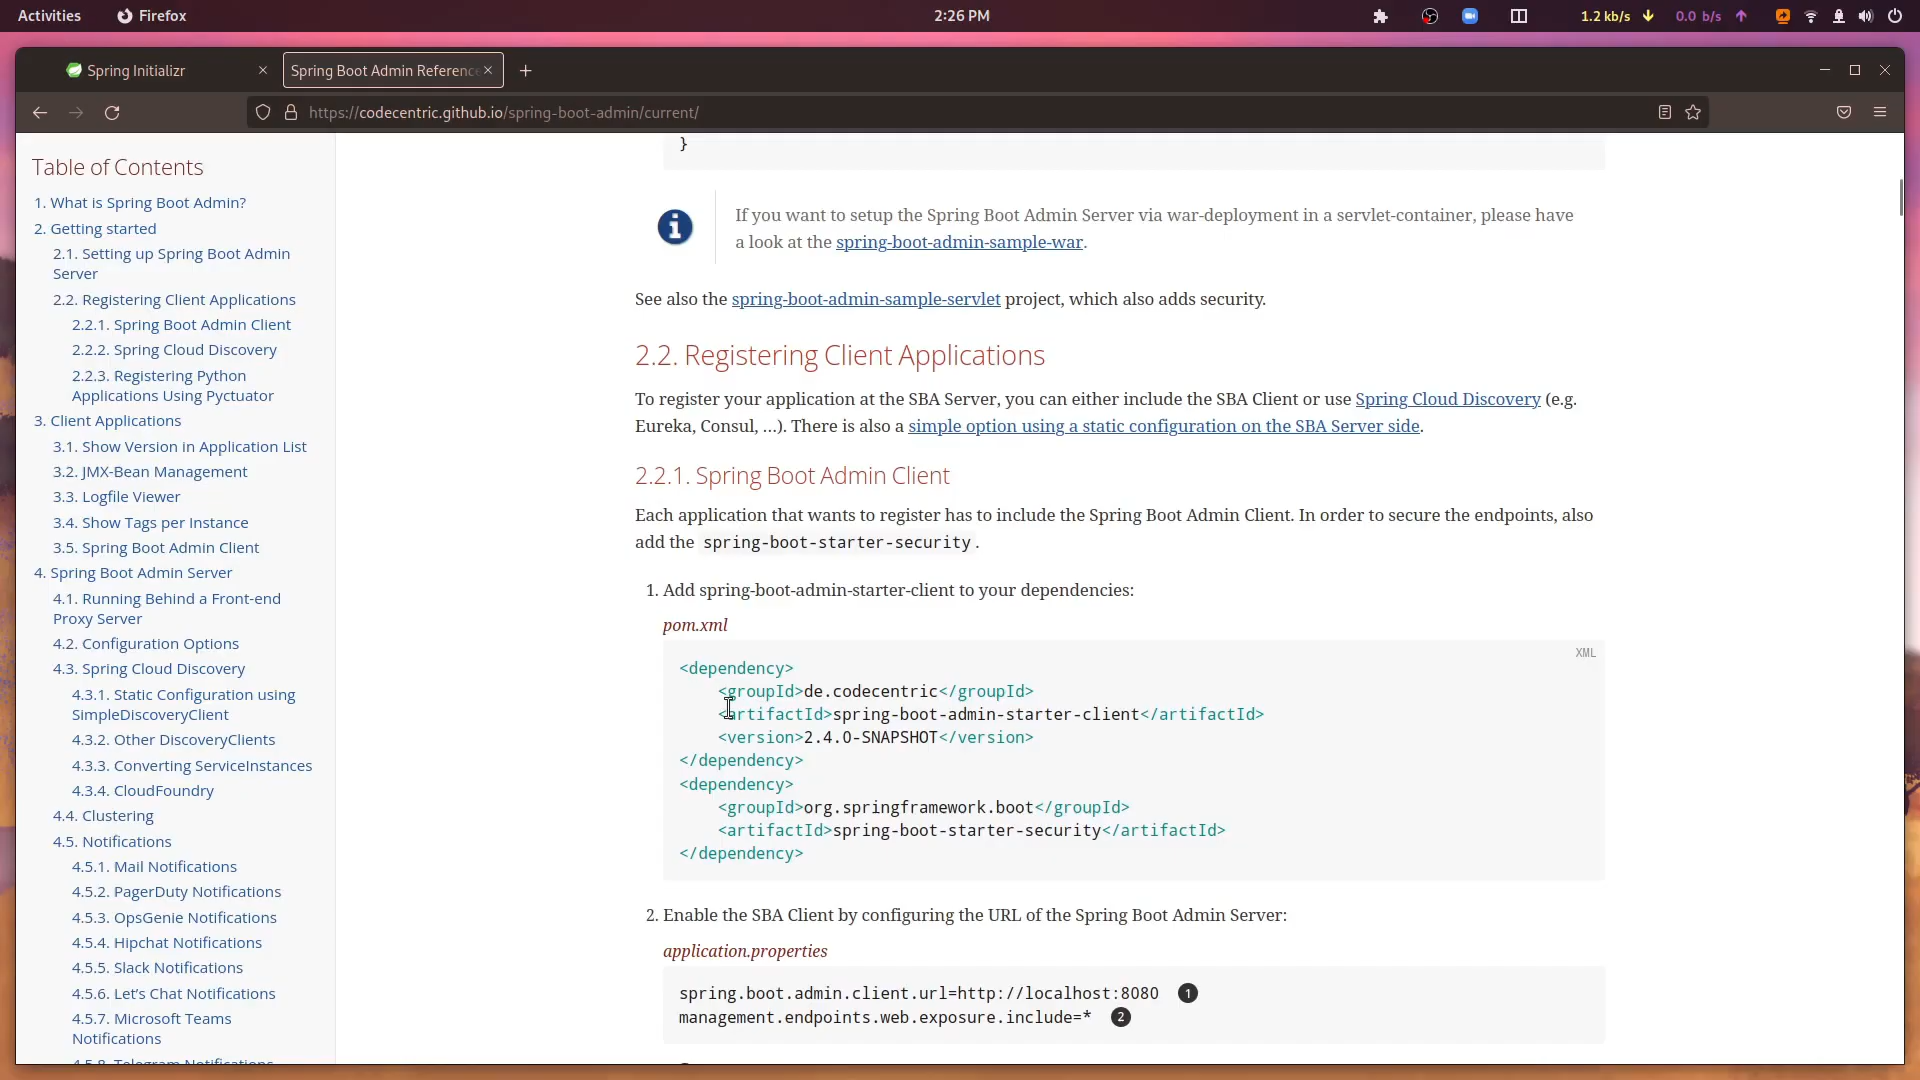 Activities
Firefox
2:26 PM
1.2 kb/s
0.0 b/s
Spring Initializr
Spring Boot Admin Reference
https://codecentric.github.io/spring-boot-admin/current/
Table of Contents
1. What is Spring Boot Admin?
2. Getting started
2.1. Setting up Spring Boot Admin
Server
2.2. Registering Client Applications
2.2.1. Spring Boot Admin Client
2.2.2. Spring Cloud Discovery
2.2.3. Registering Python
Applications Using Pyctuator
3. Client Applications
3.1. Show Version in Application List
3.2. JMX-Bean Management
3.3. Logfile Viewer
3.4. Show Tags per Instance
3.5. Spring Boot Admin Client
4. Spring Boot Admin Server
4.1. Running Behind a Front-end
Proxy Server
4.2. Configuration Options
4.3. Spring Cloud Discovery
4.3.1. Static Configuration using
SimpleDiscoveryClient
4.3.2. Other DiscoveryClients
4.3.3. Converting ServiceInstances
4.3.4. CloudFoundry
4.4. Clustering
4.5. Notifications
4.5.1. Mail Notifications
4.5.2. PagerDuty Notifications
4.5.3. OpsGenie Notifications
4.5.4. Hipchat Notifications
4.5.5. Slack Notifications
4.5.6. Let's Chat Notifications
4.5.7. Microsoft Teams
Notifications
4.5.8. Telegram Notifications
}
If you want to setup the Spring Boot Admin Server via war-deployment in a servlet-container, please have
a look at the spring-boot-admin-sample-war.
See also the spring-boot-admin-sample-servlet project, which also adds security.
2.2. Registering Client Applications
To register your application at the SBA Server, you can either include the SBA Client or use Spring Cloud Discovery (e.g.
Eureka, Consul, …). There is also a simple option using a static configuration on the SBA Server side.
2.2.1. Spring Boot Admin Client
Each application that wants to register has to include the Spring Boot Admin Client. In order to secure the endpoints, also
add the spring-boot-starter-security.
1. Add spring-boot-admin-starter-client to your dependencies:
pom.xml
XML
<dependency>
<groupId>de.codecentric</groupId>
<artifactId>spring-boot-admin-starter-client</artifactId>
<version>2.4.0-SNAPSHOT</version>
</dependency>
<dependency>
<groupId>org.springframework.boot</groupId>
<artifactId>spring-boot-starter-security</artifactId>
</dependency>
2. Enable the SBA Client by configuring the URL of the Spring Boot Admin Server:
application.properties
spring.boot.admin.client.url=http://localhost:8080 1
management.endpoints.web.exposure.include=* 2